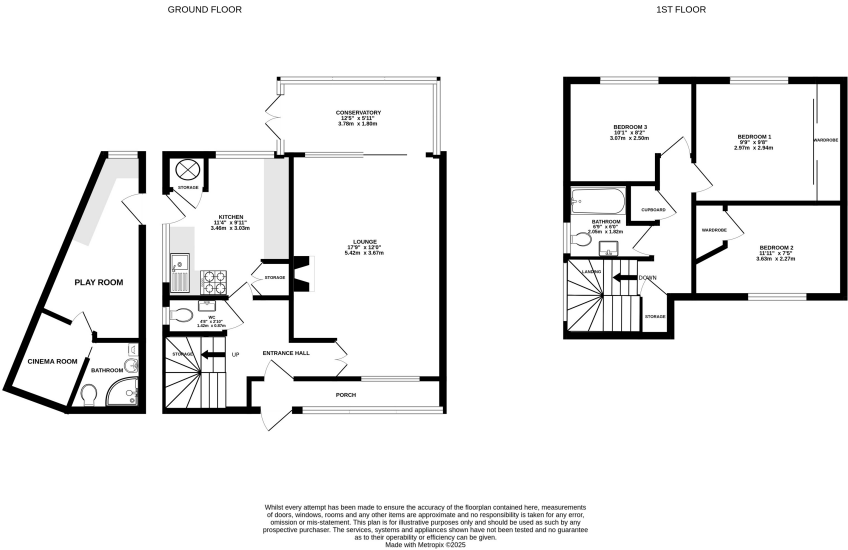 GROUND FLOOR
1ST FLOOR
CONSERVATORY
12'5" x 5'11"
3.78m x 1.80m
STORAGE
KITCHEN
11'4" x 9'11"
3.46m x 3.03m
LOUNGE
17'9" x 12'0"
5.42m x 3.67m
STORAGE
PLAY ROOM
WC
4'8" x 2'10"
1.42m x 0.87m
CINEMA ROOM
BATHROOM
STORAGE
UP
ENTRANCE HALL
PORCH
BEDROOM 3
10'1" x 8'2"
3.07m x 2.50m
BEDROOM 1
9'9" x 9'8"
2.97m x 2.94m
WARDROBE
CUPBOARD
BATHROOM
6'9" x 6'0"
2.05m x 1.82m
WARDROBE
BEDROOM 2
11'11" x 7'5"
3.63m x 2.27m
LANDING
DOWN
STORAGE
Whilst every attempt has been made to ensure the accuracy of the floorplan contained here, measurements
of doors, windows, rooms and any other items are approximate and no responsibility is taken for any error,
omission or mis-statement. This plan is for illustrative purposes only and should be used as such by any
prospective purchaser. The services, systems and appliances shown have not been tested and no guarantee
as to their operability or efficiency can be given.
Made with Metropix ©2025